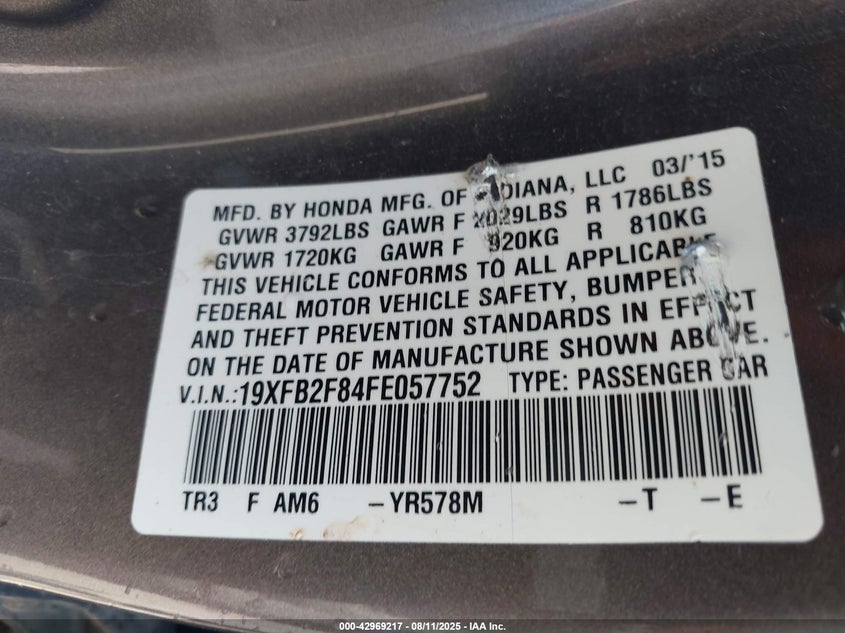 MFD. BY HONDA MFG. OF INDIANA, LLC 03/'15
GVWR 3792LBS GAWR F 2029LBS R 1786LBS
GVWR 1720KG GAWR F 920KG R 810KG
THIS VEHICLE CONFORMS TO ALL APPLICABLE
FEDERAL MOTOR VEHICLE SAFETY, BUMPER,
AND THEFT PREVENTION STANDARDS IN EFFECT
ON THE DATE OF MANUFACTURE SHOWN ABOVE.
V.I.N.:19XFB2F84FE057752 TYPE: PASSENGER CAR
TR3 F AM6 -YR578M -T -E
000-42969217 - 08/11/2025 - IAA Inc.